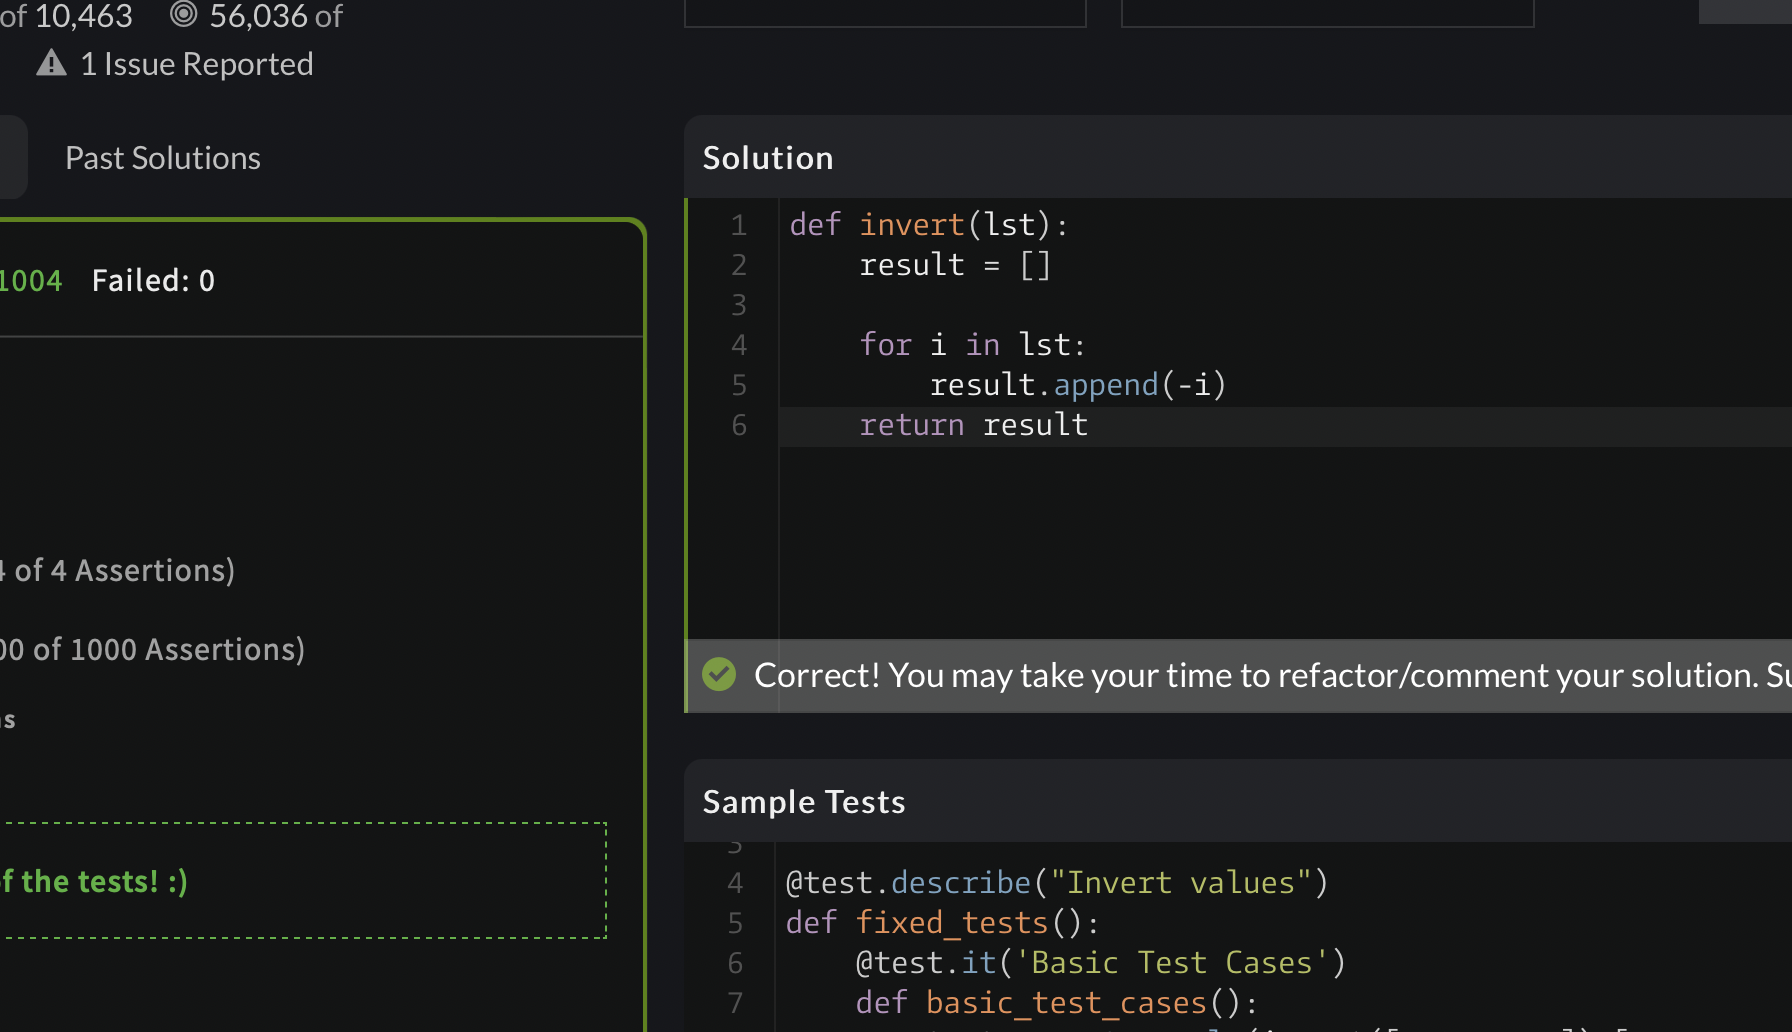 of 10,463 56,036 of
1 Issue Reported
Past Solutions
1004 Failed: 0
4 of 4 Assertions)
00 of 1000 Assertions)
of the tests! :)
Solution
1 def invert(lst):
2     result = []
3
4     for i in lst:
5         result.append(-i)
6     return result
Correct! You may take your time to refactor/comment your solution.
Sample Tests
3
4 @test.describe("Invert values")
5 def fixed_tests():
6     @test.it('Basic Test Cases')
7     def basic_test_cases():